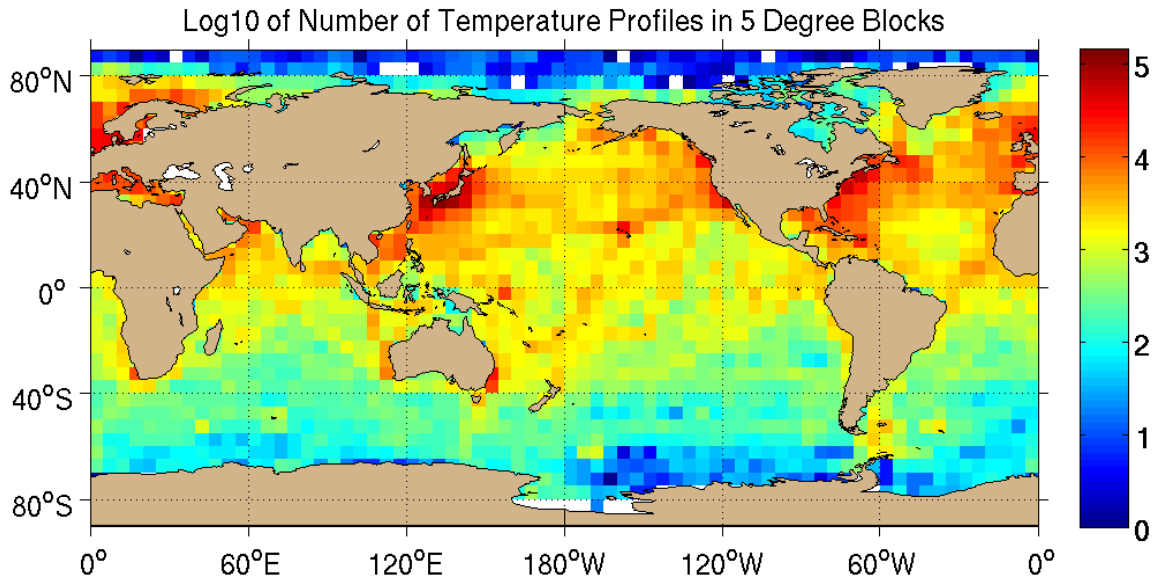 Log10 of Number of Temperature Profiles in 5 Degree Blocks
80°N
40°N
0°
40°S
80°S
0°
60°E
120°E
180°W
120°W
60°W
0°
5
4
3
2
1
0